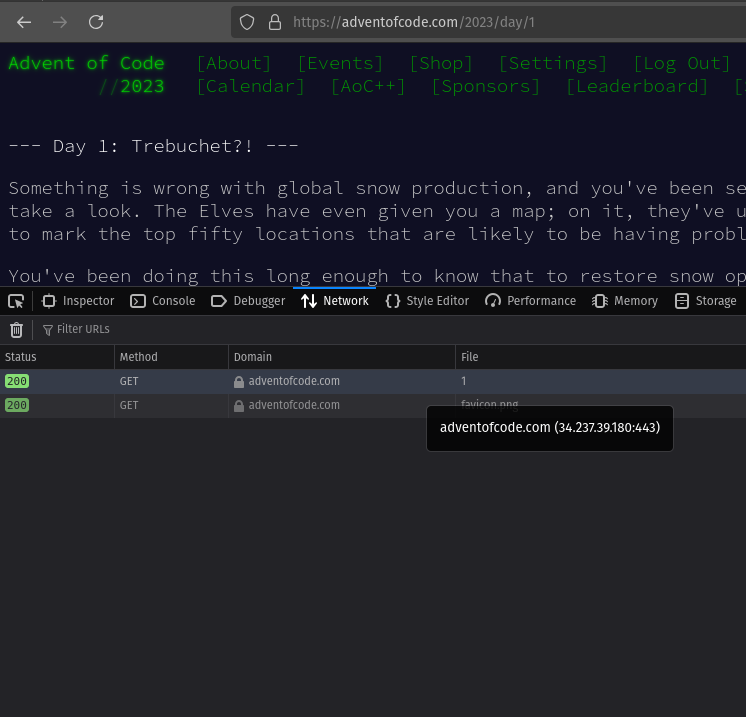 https://adventofcode.com/2023/day/1
Advent of Code [About] [Events] [Shop] [Settings] [Log Out]
//2023 [Calendar] [AoC++] [Sponsors] [Leaderboard] [
--- Day 1: Trebuchet?! ---
Something is wrong with global snow production, and you've been se
take a look. The Elves have even given you a map; on it, they've u
to mark the top fifty locations that are likely to be having probl
You've been doing this long enough to know that to restore snow op
Inspector Console Debugger Network Style Editor Performance Memory Storage
Filter URLs
Status Method Domain File
200 GET adventofcode.com 1
200 GET adventofcode.com favicon.png
adventofcode.com (34.237.39.180:443)